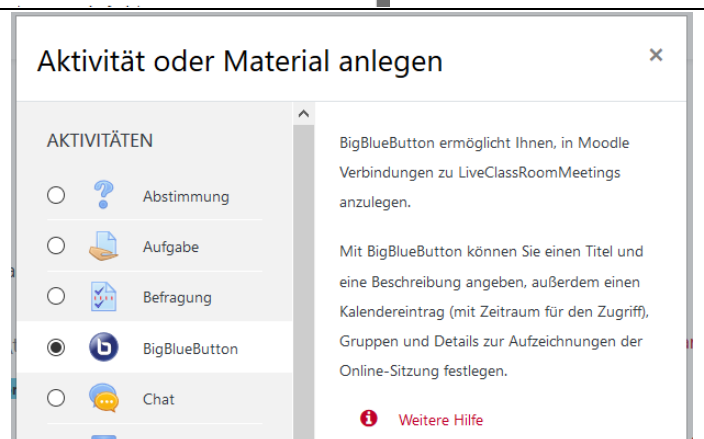 Aktivität oder Material anlegen
×
AKTIVITÄTEN
Abstimmung
Aufgabe
Befragung
BigBlueButton
Chat
BigBlueButton ermöglicht Ihnen, in Moodle
Verbindungen zu LiveClassRoomMeetings
anzulegen.
Mit BigBlueButton können Sie einen Titel und
eine Beschreibung angeben, außerdem einen
Kalendereintrag (mit Zeitraum für den Zugriff),
Gruppen und Details zur Aufzeichnungen der
Online-Sitzung festlegen.
Weitere Hilfe